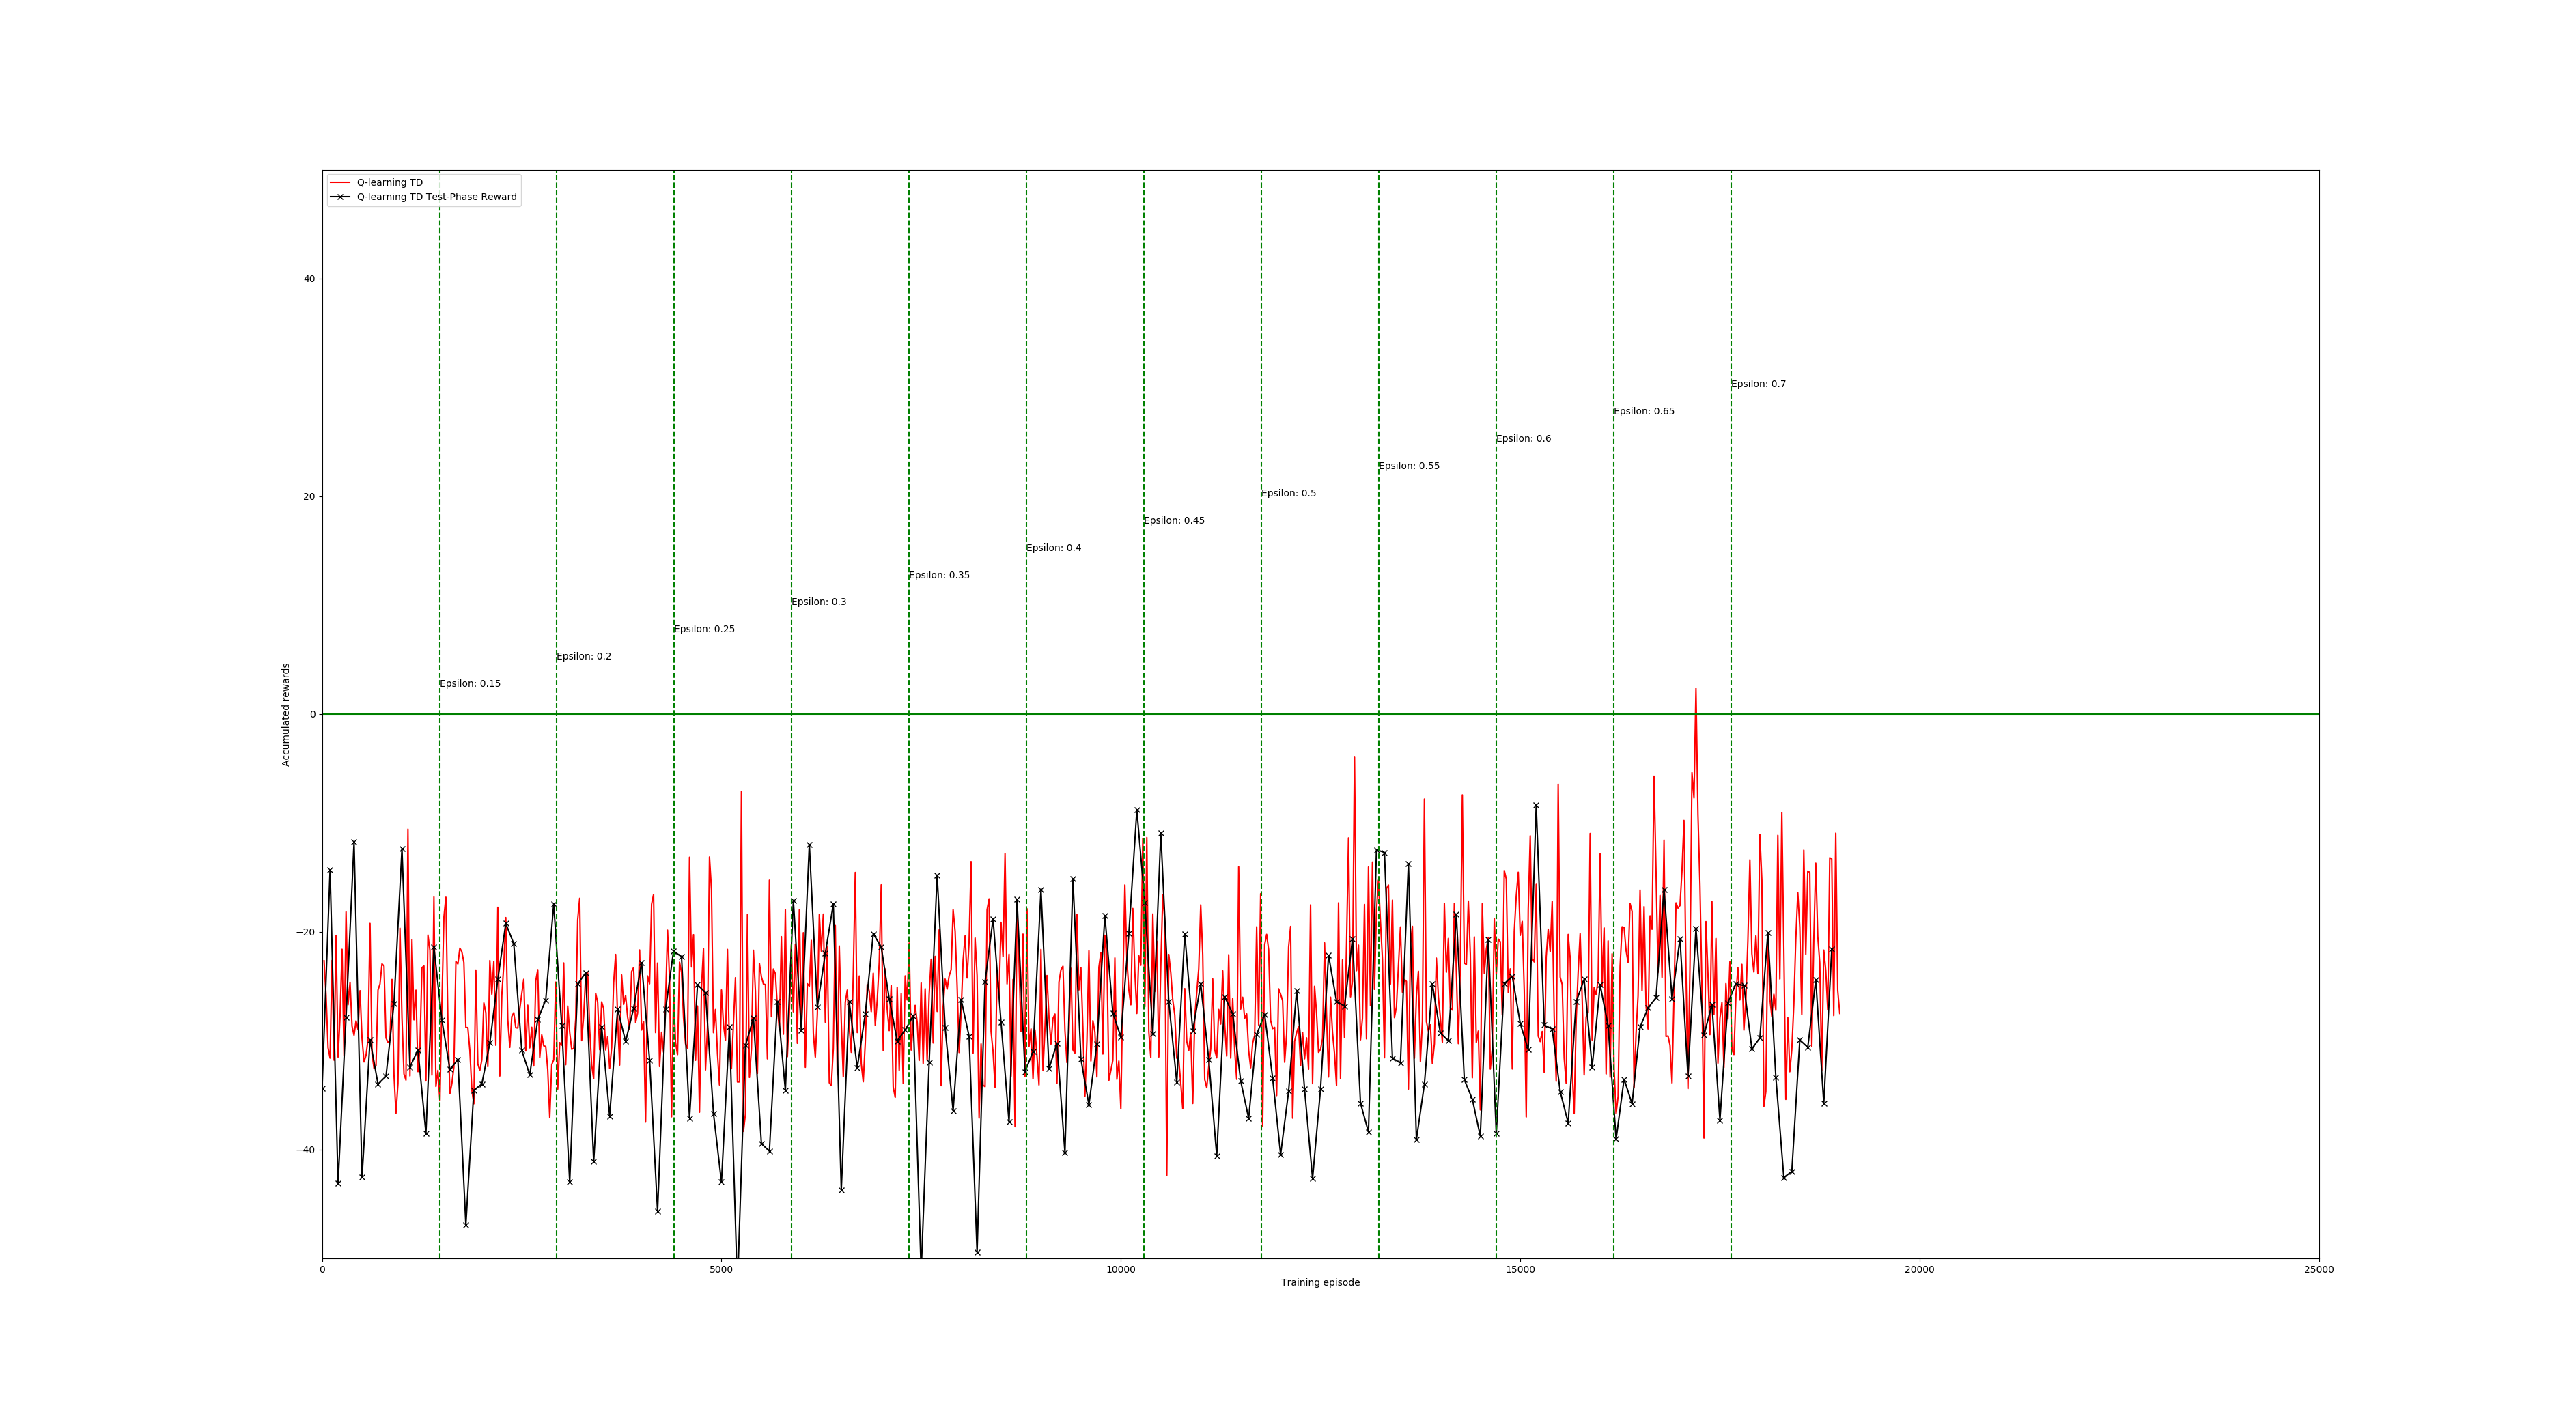 Q-learning TD
Q-learning TD Test-Phase Reward
40
Epsilon: 0.7
Epsilon: 0.65
Epsilon: 0.6
Epsilon: 0.55
20
Epsilon: 0.5
Epsilon: 0.45
Epsilon: 0.4
Epsilon: 0.35
Epsilon: 0.3
Epsilon: 0.25
Epsilon: 0.2
Epsilon: 0.15
0
Accumulated rewards
−20
−40
0 5000 10000 15000 20000 25000
Training episode